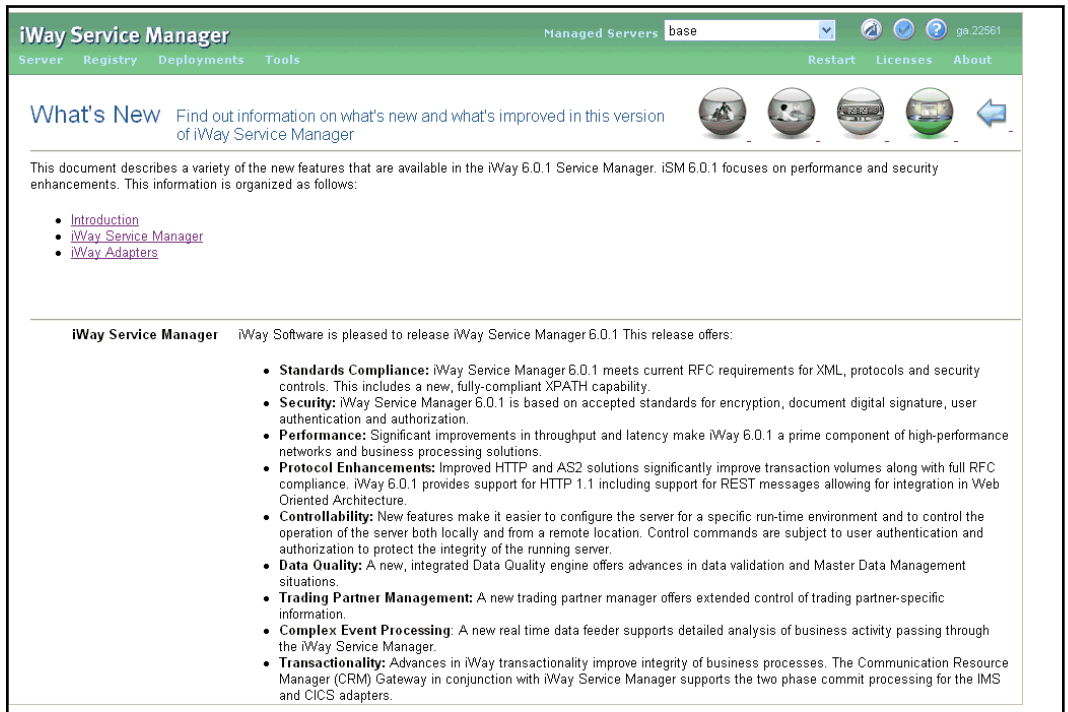 iWay Service Manager
Managed Servers base
ga.22561
Server Registry Deployments Tools
Restart Licenses About
What's New
Find out information on what's new and what's improved in this version
of iWay Service Manager
This document describes a variety of the new features that are available in the iWay 6.0.1 Service Manager. iSM 6.0.1 focuses on performance and security
enhancements. This information is organized as follows:
• Introduction
• iWay Service Manager
• iWay Adapters
iWay Service Manager
iWay Software is pleased to release iWay Service Manager 6.0.1 This release offers:
• Standards Compliance: iWay Service Manager 6.0.1 meets current RFC requirements for XML, protocols and security
controls. This includes a new, fully-compliant XPATH capability.
• Security: iWay Service Manager 6.0.1 is based on accepted standards for encryption, document digital signature, user
authentication and authorization.
• Performance: Significant improvements in throughput and latency make iWay 6.0.1 a prime component of high-performance
networks and business processing solutions.
• Protocol Enhancements: Improved HTTP and AS2 solutions significantly improve transaction volumes along with full RFC
compliance. iWay 6.0.1 provides support for HTTP 1.1 including support for REST messages allowing for integration in Web
Oriented Architecture.
• Controllability: New features make it easier to configure the server for a specific run-time environment and to control the
operation of the server both locally and from a remote location. Control commands are subject to user authentication and
authorization to protect the integrity of the running server.
• Data Quality: A new, integrated Data Quality engine offers advances in data validation and Master Data Management
situations.
• Trading Partner Management: A new trading partner manager offers extended control of trading partner-specific
information.
• Complex Event Processing: A new real time data feeder supports detailed analysis of business activity passing through
the iWay Service Manager.
• Transactionality: Advances in iWay transactionality improve integrity of business processes. The Communication Resource
Manager (CRM) Gateway in conjunction with iWay Service Manager supports the two phase commit processing for the IMS
and CICS adapters.